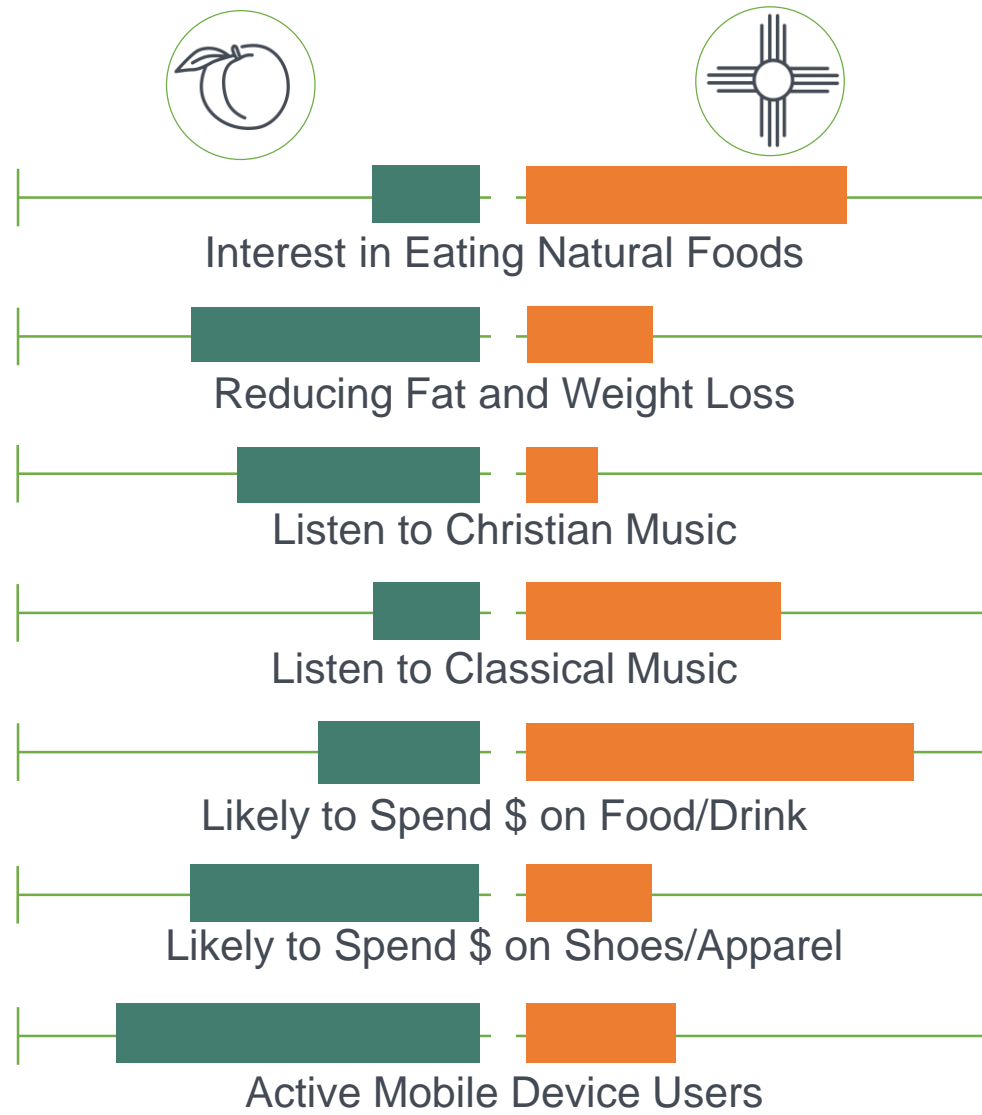 Interest in Eating Natural Foods
Reducing Fat and Weight Loss
Listen to Christian Music
Listen to Classical Music
Likely to Spend $ on Food/Drink
Likely to Spend $ on Shoes/Apparel
Active Mobile Device Users